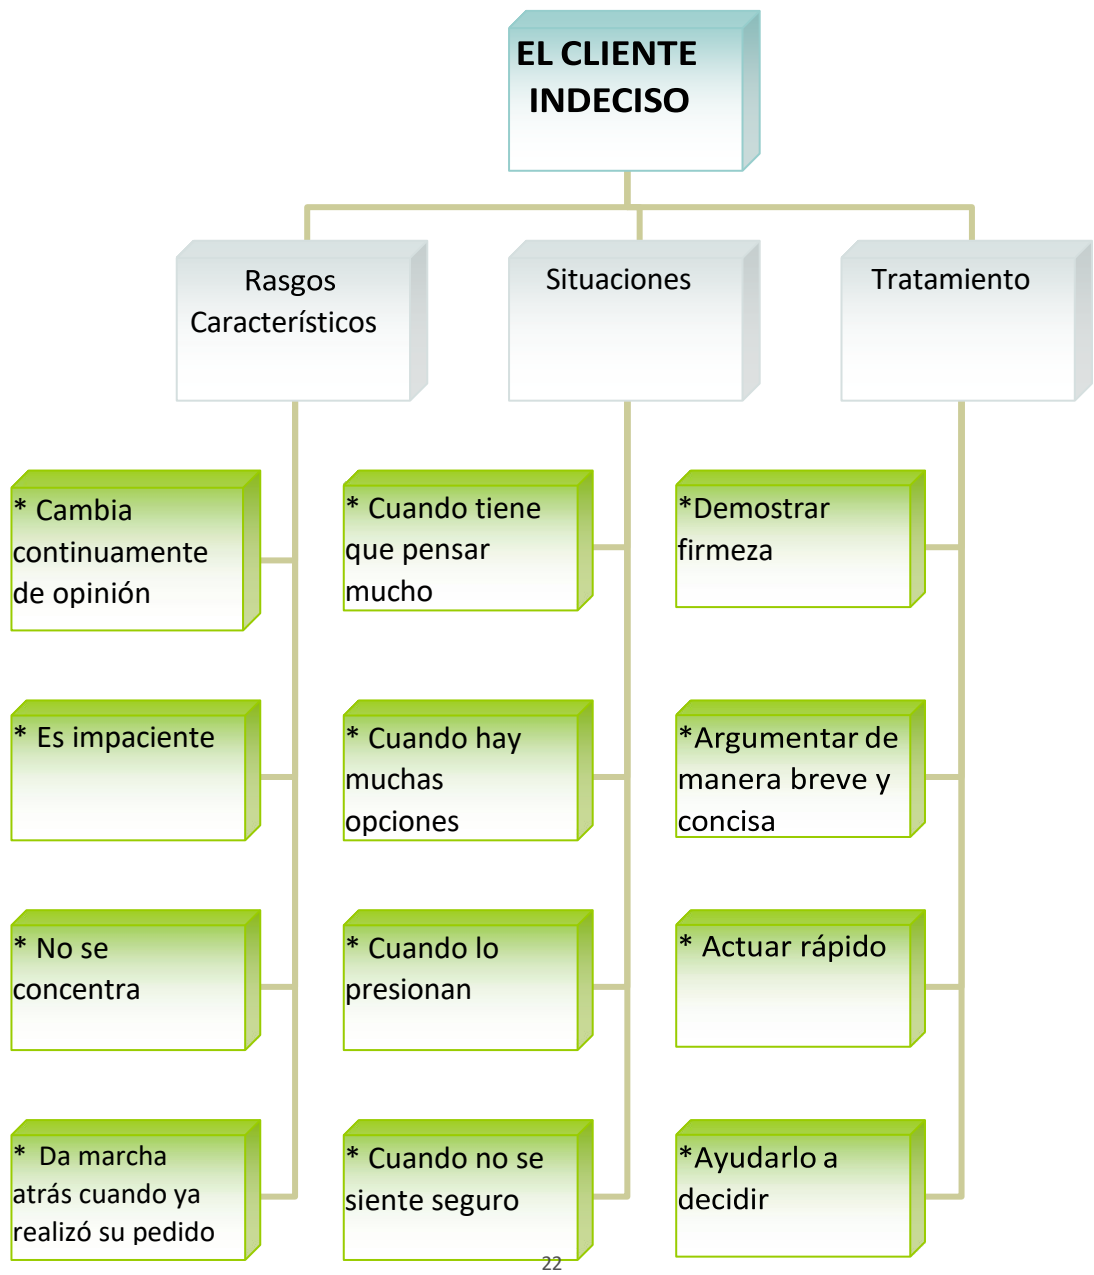 EL CLIENTE
INDECISO
Rasgos
Característicos
Situaciones
Tratamiento
* Cambia
continuamente
de opinión
* Es impaciente
* No se
concentra
* Da marcha
atrás cuando ya
realizó su pedido
* Cuando tiene
que pensar
mucho
* Cuando hay
muchas
opciones
* Cuando lo
presionan
* Cuando no se
siente seguro
*Demostrar
firmeza
*Argumentar de
manera breve y
concisa
* Actuar rápido
*Ayudarlo a
decidir
22